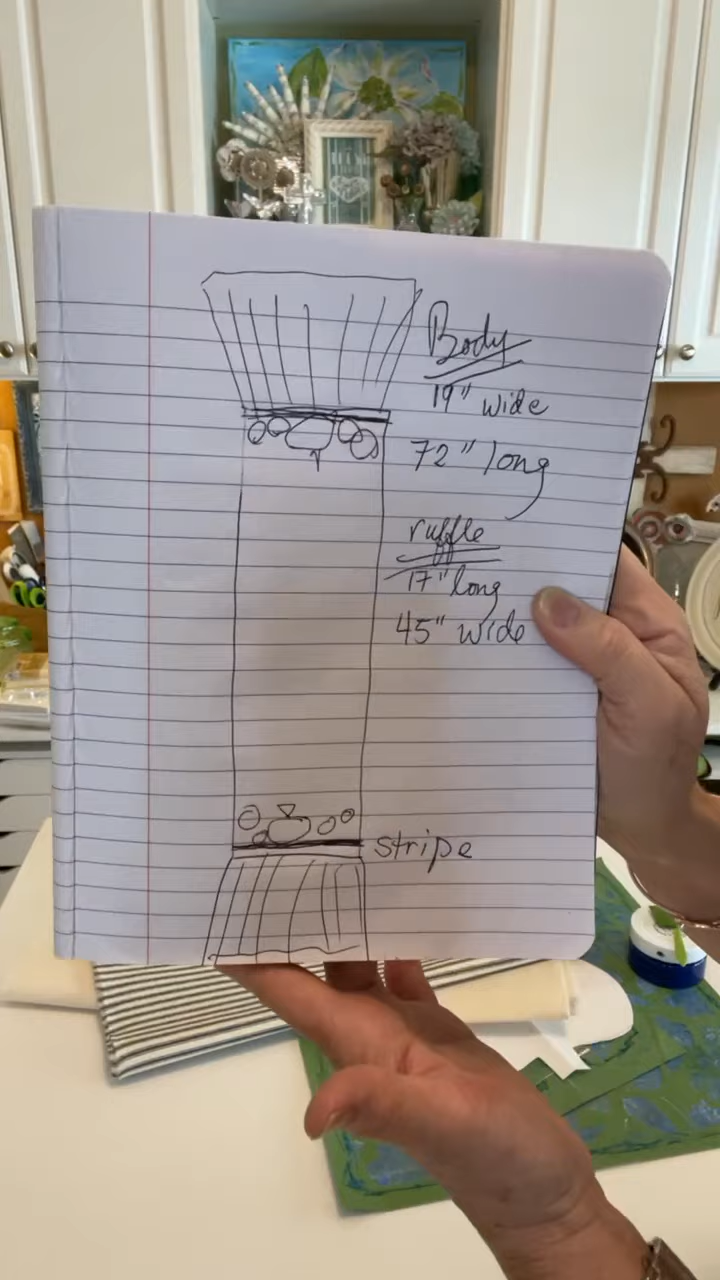 Body
19" wide
72" long
ruffle
17" long
45" wide
stripe